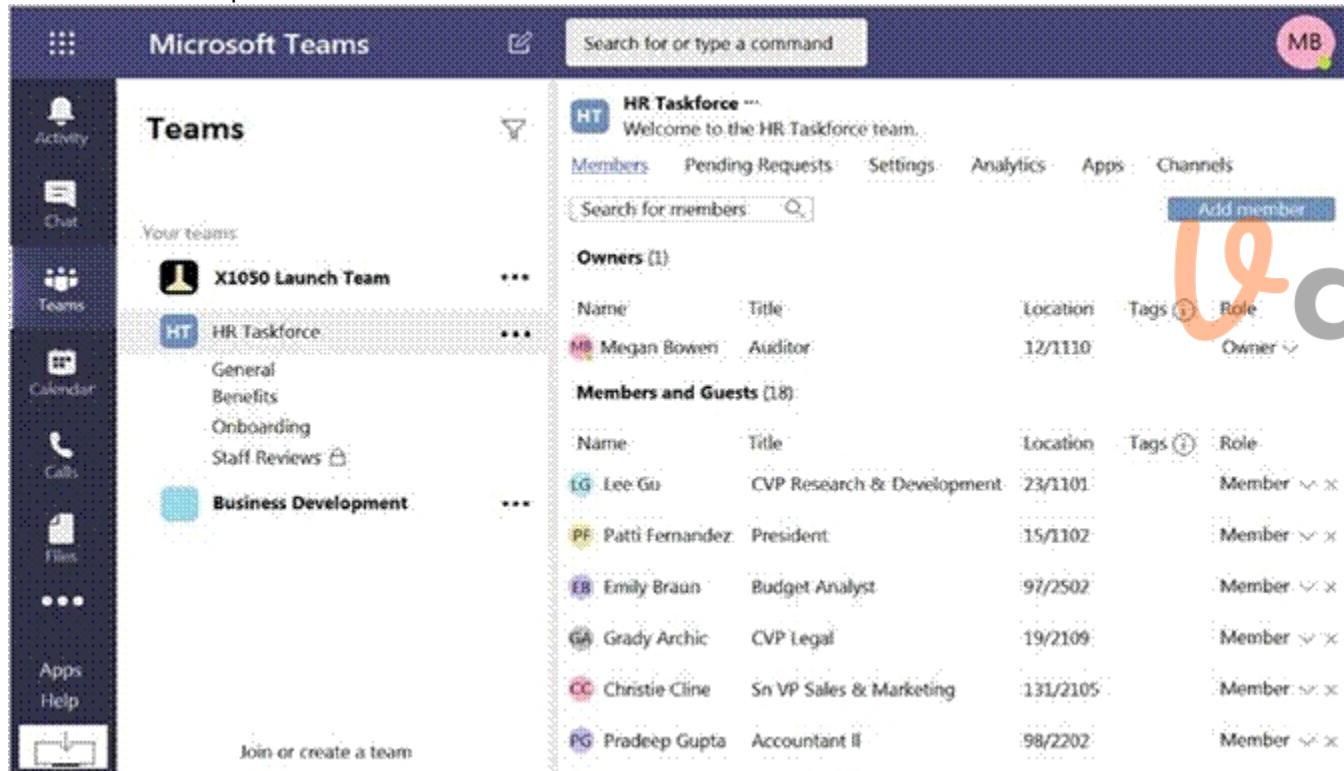 Microsoft Teams
Search for or type a command
MB
Activity
Chat
Teams
Calendar
Calls
Files
Apps
Help
Teams
Your teams
X1050 Launch Team
HT HR Taskforce
General
Benefits
Onboarding
Staff Reviews
Business Development
Join or create a team
HT HR Taskforce ...
Welcome to the HR Taskforce team.
Members Pending Requests Settings Analytics Apps Channels
Search for members Add member
Owners (1)
Name Title Location Tags Role
MB Megan Bowen Auditor 12/1110 Owner
Members and Guests (18)
Name Title Location Tags Role
LG Lee Gu CVP Research & Development 23/1101 Member
PF Patti Fernandez President 15/1102 Member
EB Emily Braun Budget Analyst 97/2502 Member
GA Grady Archic CVP Legal 19/2109 Member
CC Christie Cline Sn VP Sales & Marketing 131/2105 Member
PG Pradeep Gupta Accountant II 98/2202 Member